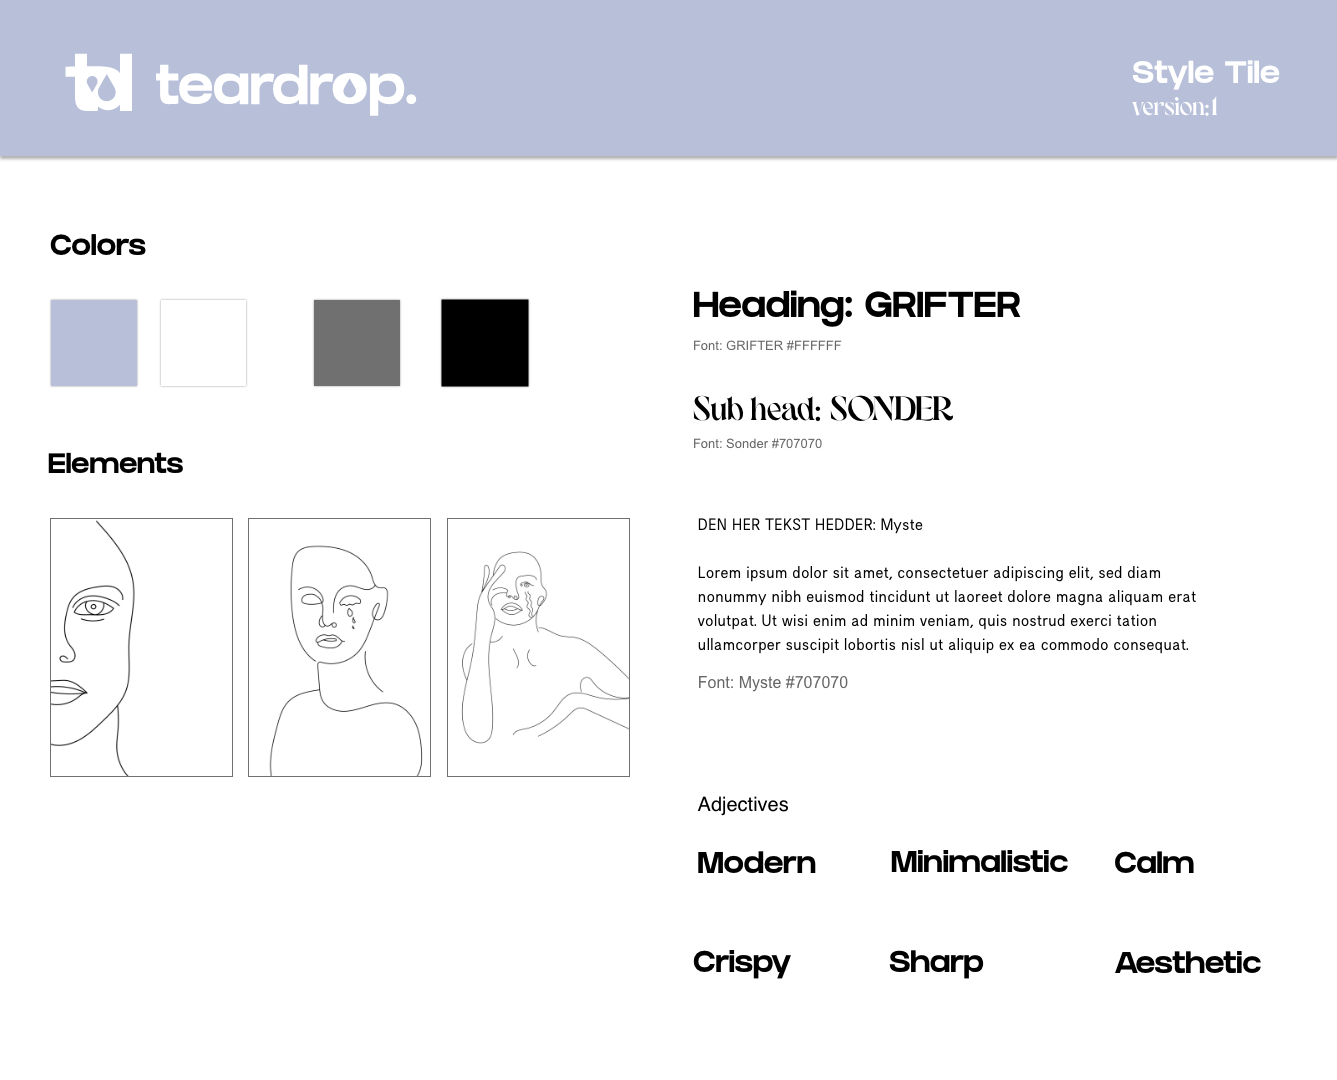 td teardrop.
Style Tile
version:1
Colors
Elements
Heading: GRIFTER
Font: GRIFTER #FFFFFF
Sub head: SONDER
Font: Sonder #707070
DEN HER TEKST HEDDER: Myste
Lorem ipsum dolor sit amet, consectetuer adipiscing elit, sed diam
nonummy nibh euismod tincidunt ut laoreet dolore magna aliquam erat
volutpat. Ut wisi enim ad minim veniam, quis nostrud exerci tation
ullamcorper suscipit lobortis nisl ut aliquip ex ea commodo consequat.
Font: Myste #707070
Adjectives
Modern Minimalistic Calm
Crispy Sharp Aesthetic